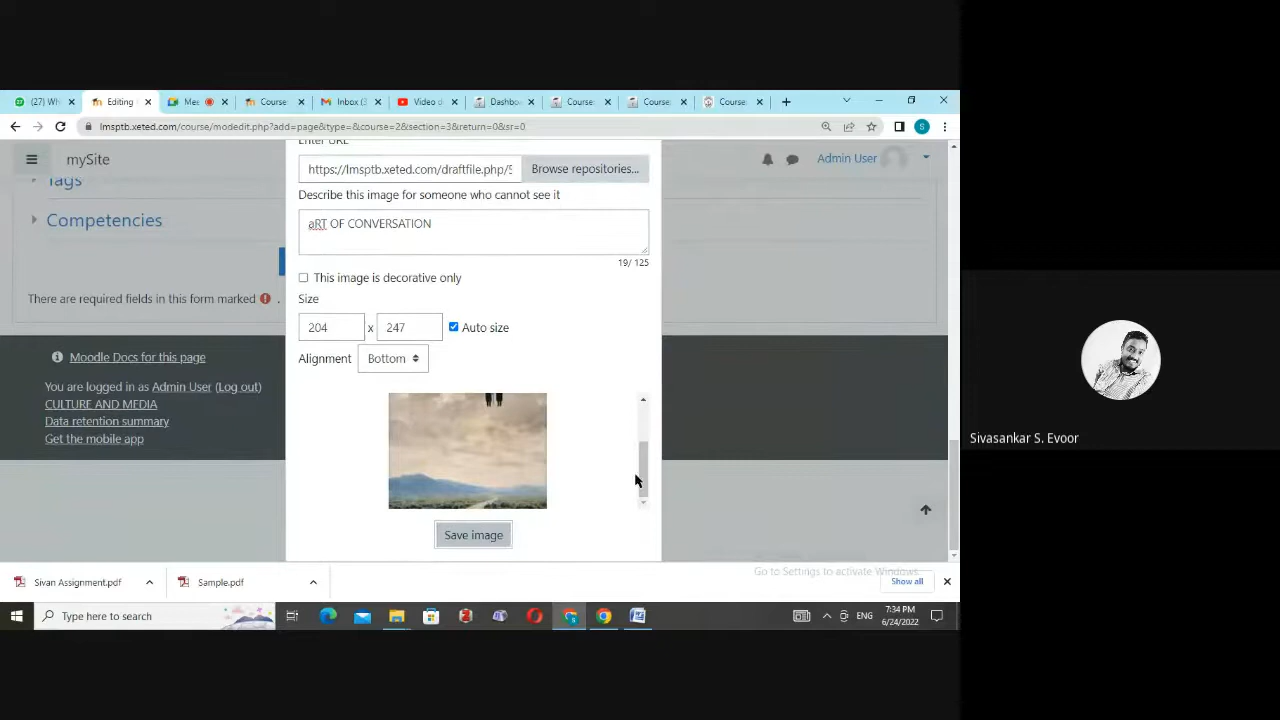 (27) Wh
Editing
Mee
Course
Inbox (3
Video d
Dashbo
Course
Course
Course
lmsptb.xeted.com/course/modedit.php?add=page&type=&course=2&section=3&return=0&sr=0
mySite
Admin User
Enter URL
https://lmsptb.xeted.com/draftfile.php/5
Browse repositories...
Tags
Describe this image for someone who cannot see it
Competencies
aRT OF CONVERSATION
19/ 125
This image is decorative only
There are required fields in this form marked .
Size
204 x 247 Auto size
Alignment Bottom
Moodle Docs for this page
You are logged in as Admin User (Log out)
CULTURE AND MEDIA
Data retention summary
Get the mobile app
Save image
Sivasankar S. Evoor
Go to Settings to activate Windows.
Sivan Assignment.pdf
Sample.pdf
Show all
Type here to search
ENG
7:34 PM
6/24/2022